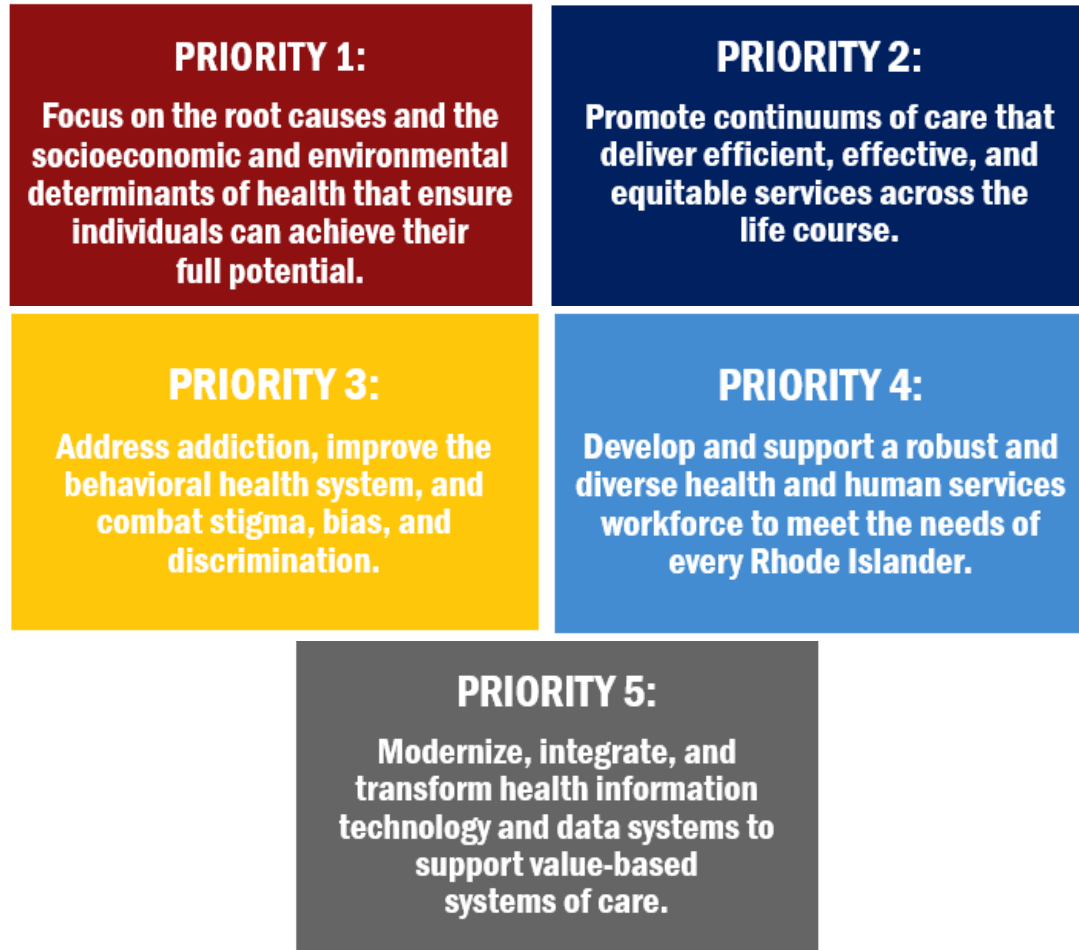 PRIORITY 1:
Focus on the root causes and the
socioeconomic and environmental
determinants of health that ensure
individuals can achieve their
full potential.
PRIORITY 2:
Promote continuums of care that
deliver efficient, effective, and
equitable services across the
life course.
PRIORITY 3:
Address addiction, improve the
behavioral health system, and
combat stigma, bias, and
discrimination.
PRIORITY 4:
Develop and support a robust and
diverse health and human services
workforce to meet the needs of
every Rhode Islander.
PRIORITY 5:
Modernize, integrate, and
transform health information
technology and data systems to
support value-based
systems of care.